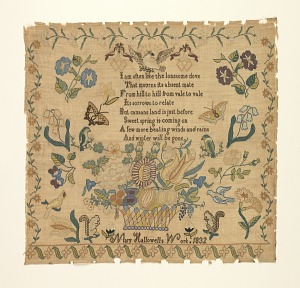 I am often like the lonesome dove
That mourns its absent mate
From hill to hill from vale to vale
Its sorrows to relate
But canaans land is just before
Sweet spring is coming on
A few more beating winds and rains
And winter will be gone
Mary Hallowell's Work 1832